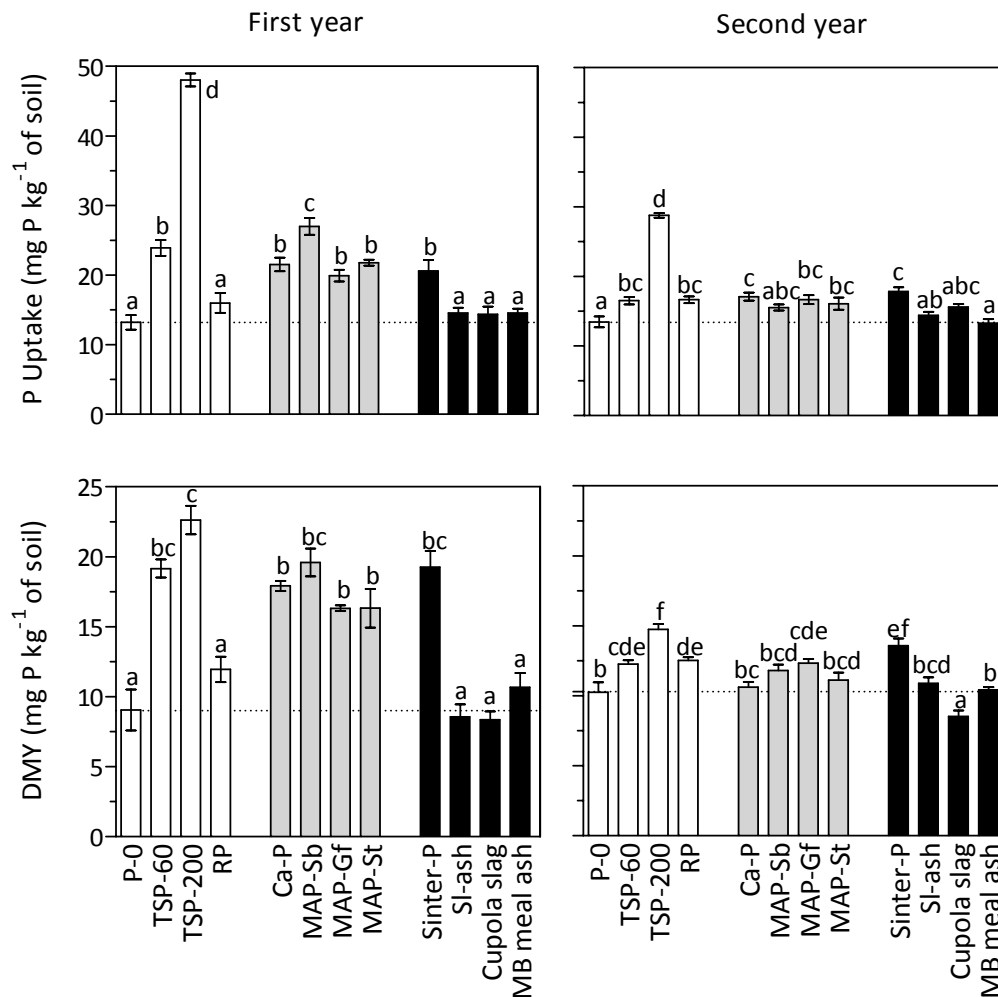 First year
Second year
P Uptake (mg P kg⁻¹ of soil)
50
40
30
20
10
0
a
b
d
a
b
c
b
b
b
a
a
a
a
bc
d
bc
c
abc
bc
bc
c
ab
abc
a
DMY (mg P kg⁻¹ of soil)
25
20
15
10
5
0
a
bc
c
a
b
bc
b
b
bc
a
a
a
b
cde
f
de
bc
bcd
cde
bcd
ef
bcd
a
b
P-0
TSP-60
TSP-200
RP
Ca-P
MAP-Sb
MAP-Gf
MAP-St
Sinter-P
Sl-ash
Cupola slag
MB meal ash
P-0
TSP-60
TSP-200
RP
Ca-P
MAP-Sb
MAP-Gf
MAP-St
Sinter-P
Sl-ash
Cupola slag
MB meal ash